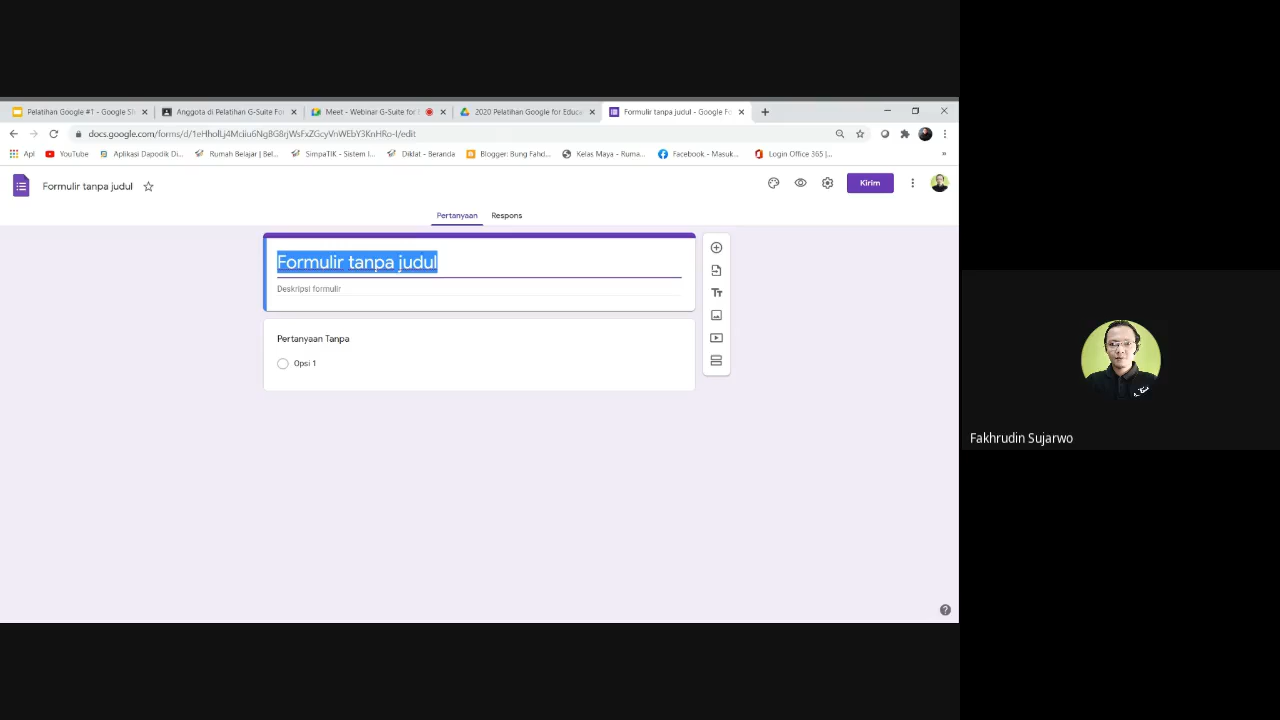 Pelatihan Google #1 - Google Sli
Anggota di Pelatihan G-Suite For
Meet - Webinar G-Suite for
2020 Pelatihan Google for Educa
Formulir tanpa judul - Google Fo
docs.google.com/forms/d/
/edit
Apl
YouTube
Aplikasi Dapodik Di...
Rumah Belajar | Bel...
SimpaTIK - Sistem I...
Diklat - Beranda
Blogger: Bung Fahd...
Kelas Maya - Ruma...
Facebook - Masuk...
Login Office 365 |...
»
Formulir tanpa judul
Kirim
Pertanyaan
Respons
Formulir tanpa judul
Deskripsi formulir
Pertanyaan Tanpa
Opsi 1
Fakhrudin Sujarwo